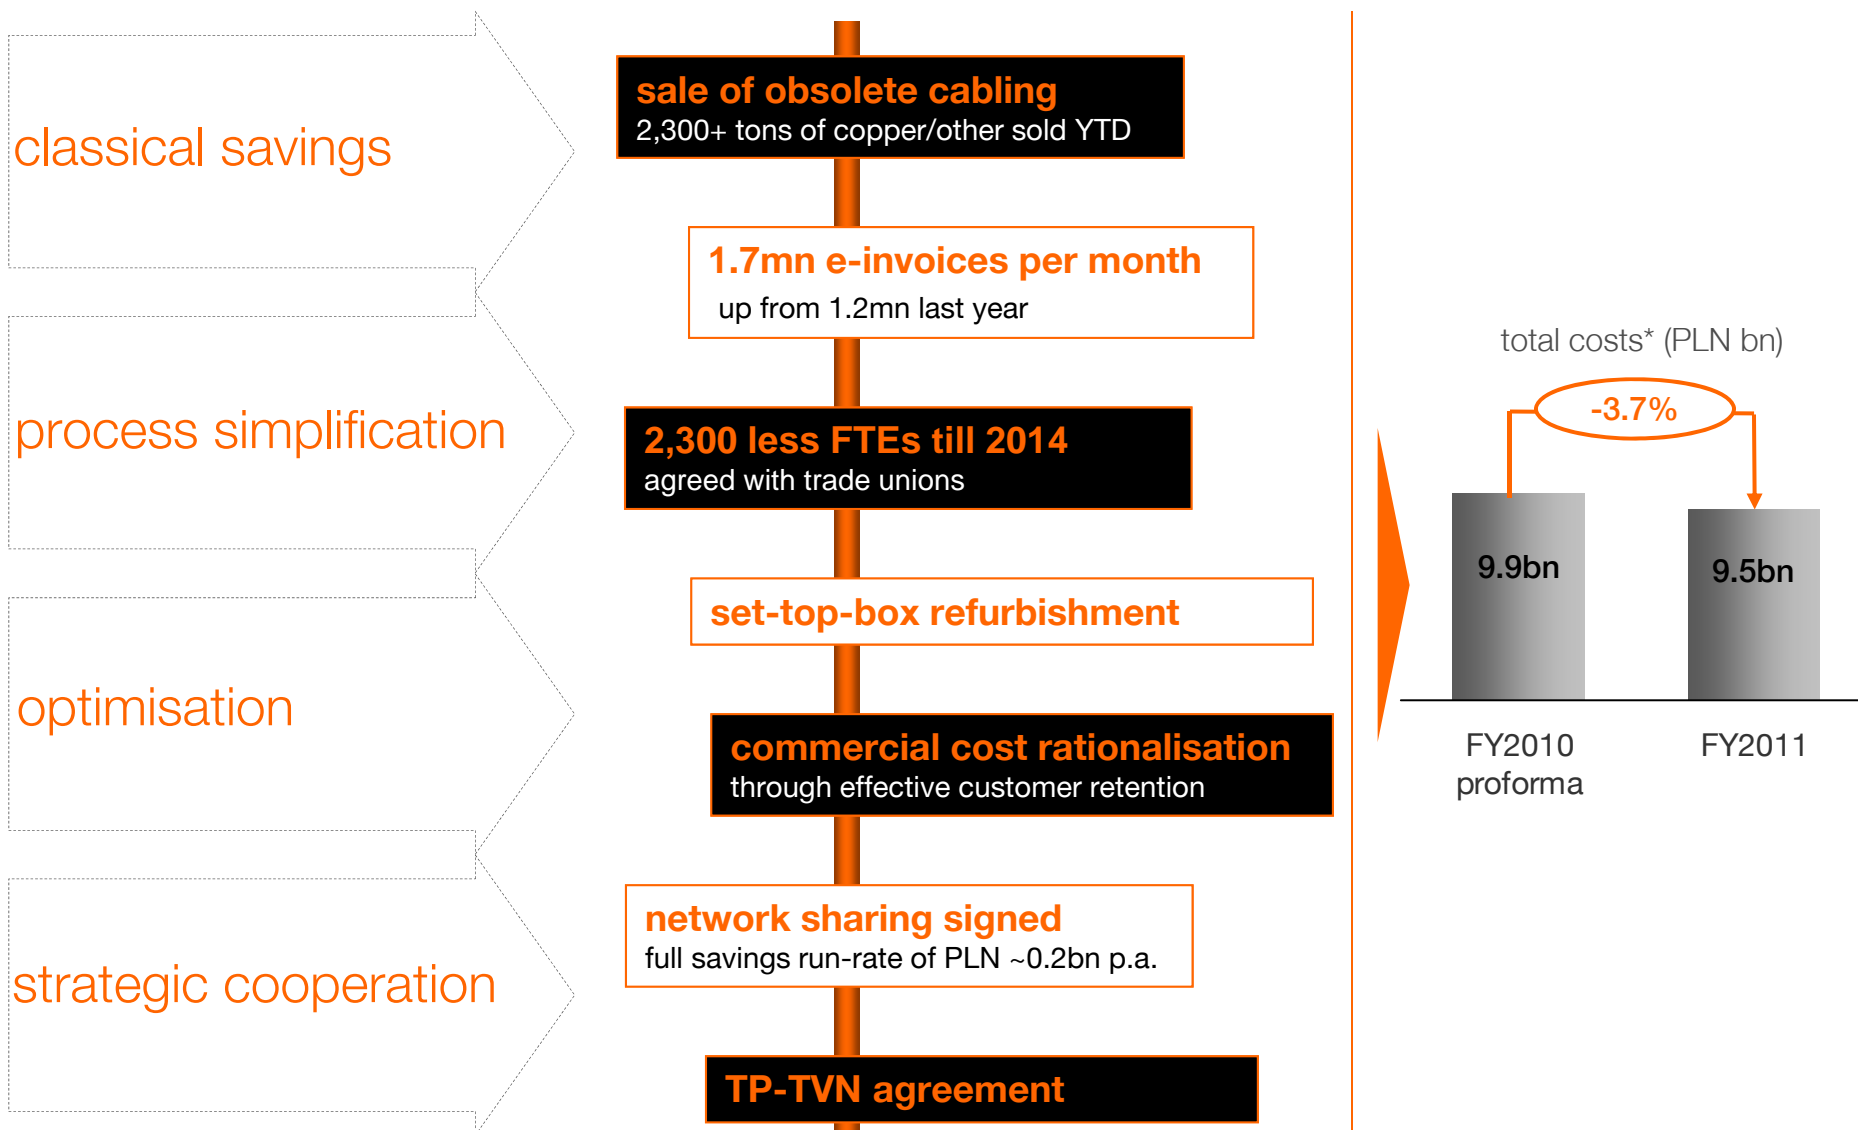 classical savings
process simplification
optimisation
strategic cooperation
sale of obsolete cabling
2,300+ tons of copper/other sold YTD
1.7mn e-invoices per month
up from 1.2mn last year
2,300 less FTEs till 2014
agreed with trade unions
set-top-box refurbishment
commercial cost rationalisation
through effective customer retention
network sharing signed
full savings run-rate of PLN ~0.2bn p.a.
TP-TVN agreement
total costs* (PLN bn)
-3.7%
9.9bn
9.5bn
FY2010
proforma
FY2011